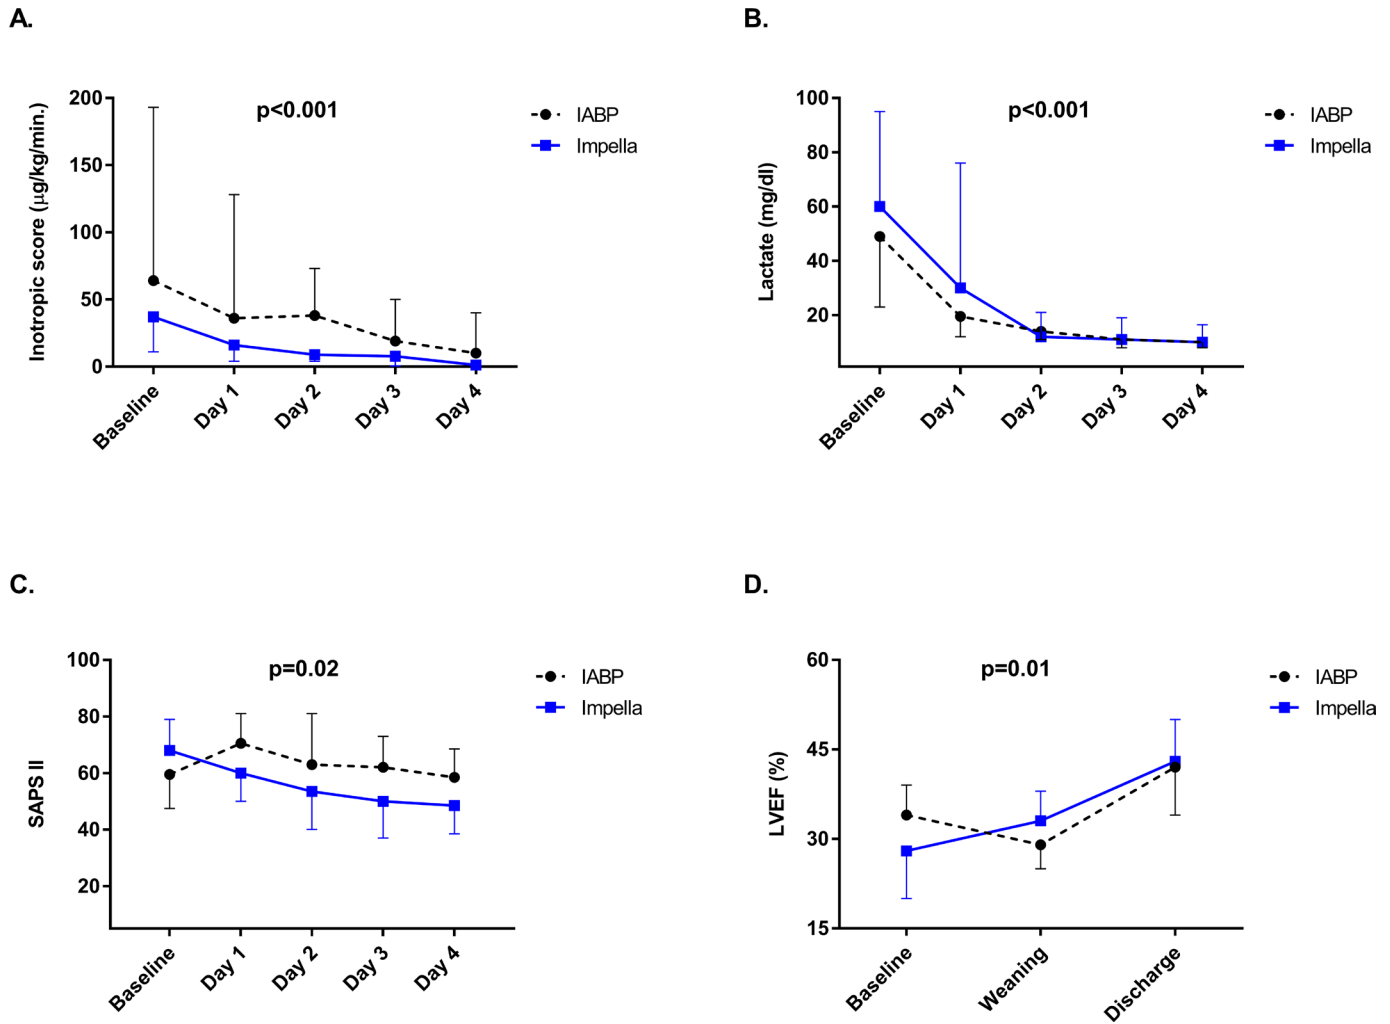 A.
p<0.001
IABP
Impella
Inotropic score (µg/kg/min.)
200
150
100
50
0
Baseline
Day 1
Day 2
Day 3
Day 4
B.
p<0.001
IABP
Impella
Lactate (mg/dl)
100
80
60
40
20
Baseline
Day 1
Day 2
Day 3
Day 4
C.
p=0.02
IABP
Impella
SAPS II
100
80
60
40
20
Baseline
Day 1
Day 2
Day 3
Day 4
D.
p=0.01
IABP
Impella
LVEF (%)
60
45
30
15
Baseline
Weaning
Discharge